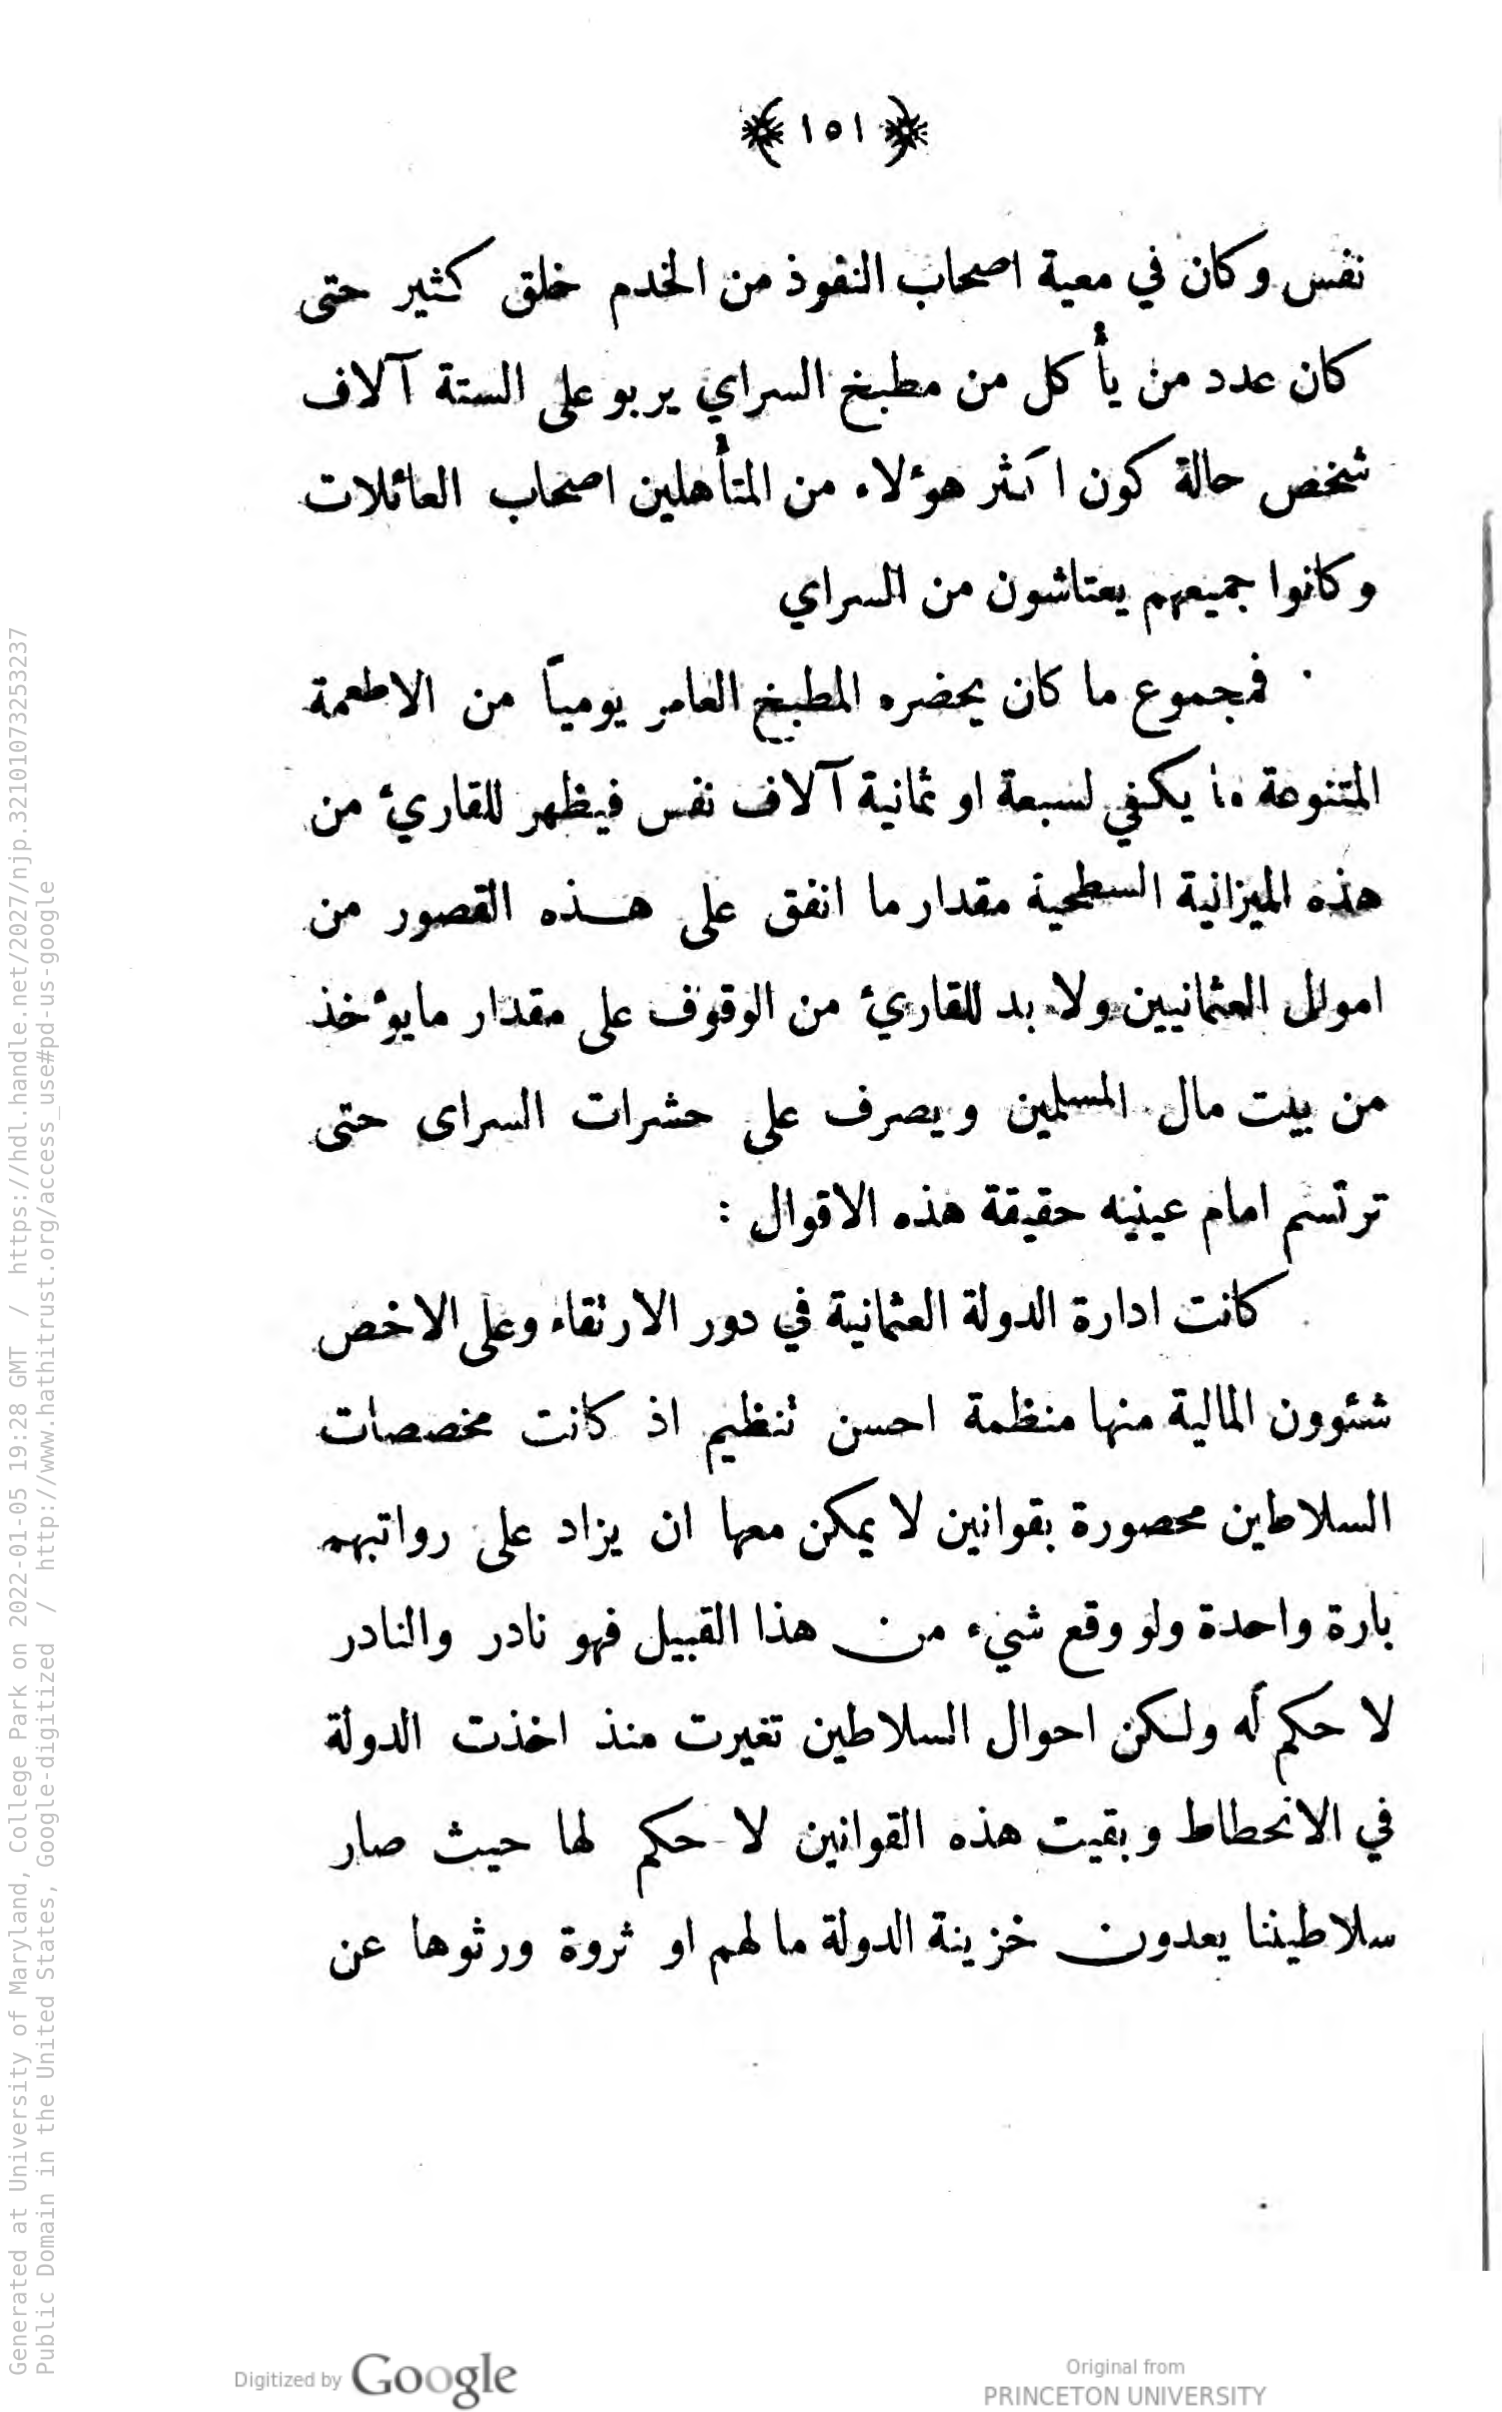 ﴿ ١٥١ ﴾
نفس وكان في معية اصحاب النفوذ من الخدم خلق كثير حتى
كان عدد من يأكل من مطبخ السراي يربو على الستة آلاف
شخص حالة كون اكثر هؤلاء من المتأهلين اصحاب العائلات
وكانوا جميعهم يعتاشون من السراي
فمجموع ما كان يحضره المطبخ العامر يومياً من الاطعمة
المتنوعة ما يكفي لسبعة او ثمانية آلاف نفس فيظهر للقاريء من
هذه الميزانية السطحية مقدار ما انفق على هـذه القصور من
اموال العثمانيين ولا بد للقاريء من الوقوف على مقدار مايؤخذ
من بيت مال المسلمين ويصرف على حشرات السراى حتى
ترتسم امام عينيه حقيقة هذه الاقوال :
كانت ادارة الدولة العثمانية في دور الارتقاء وعلى الاخص
شئوون المالية منها منظمة احسن تنظيم اذ كانت مخصصات
السلاطين محصورة بقوانين لا يمكن معها ان يزاد على رواتبهم
بارة واحدة ولو وقع شيء من هذا القبيل فهو نادر والنادر
لا حكم له ولكن احوال السلاطين تغيرت منذ اخذت الدولة
في الانحطاط وبقيت هذه القوانين لا حكم لها حيث صار
سلاطيننا يعدون خزينة الدولة ما لهم او ثروة ورثوها عن
Generated at University of Maryland, College Park on 2022-01-05 19:28 GMT / https://hdl.handle.net/2027/njp.32101073253237
Public Domain in the United States, Google-digitized / http://www.hathitrust.org/access_use#pd-us-google
Digitized by Google
Original from
PRINCETON UNIVERSITY